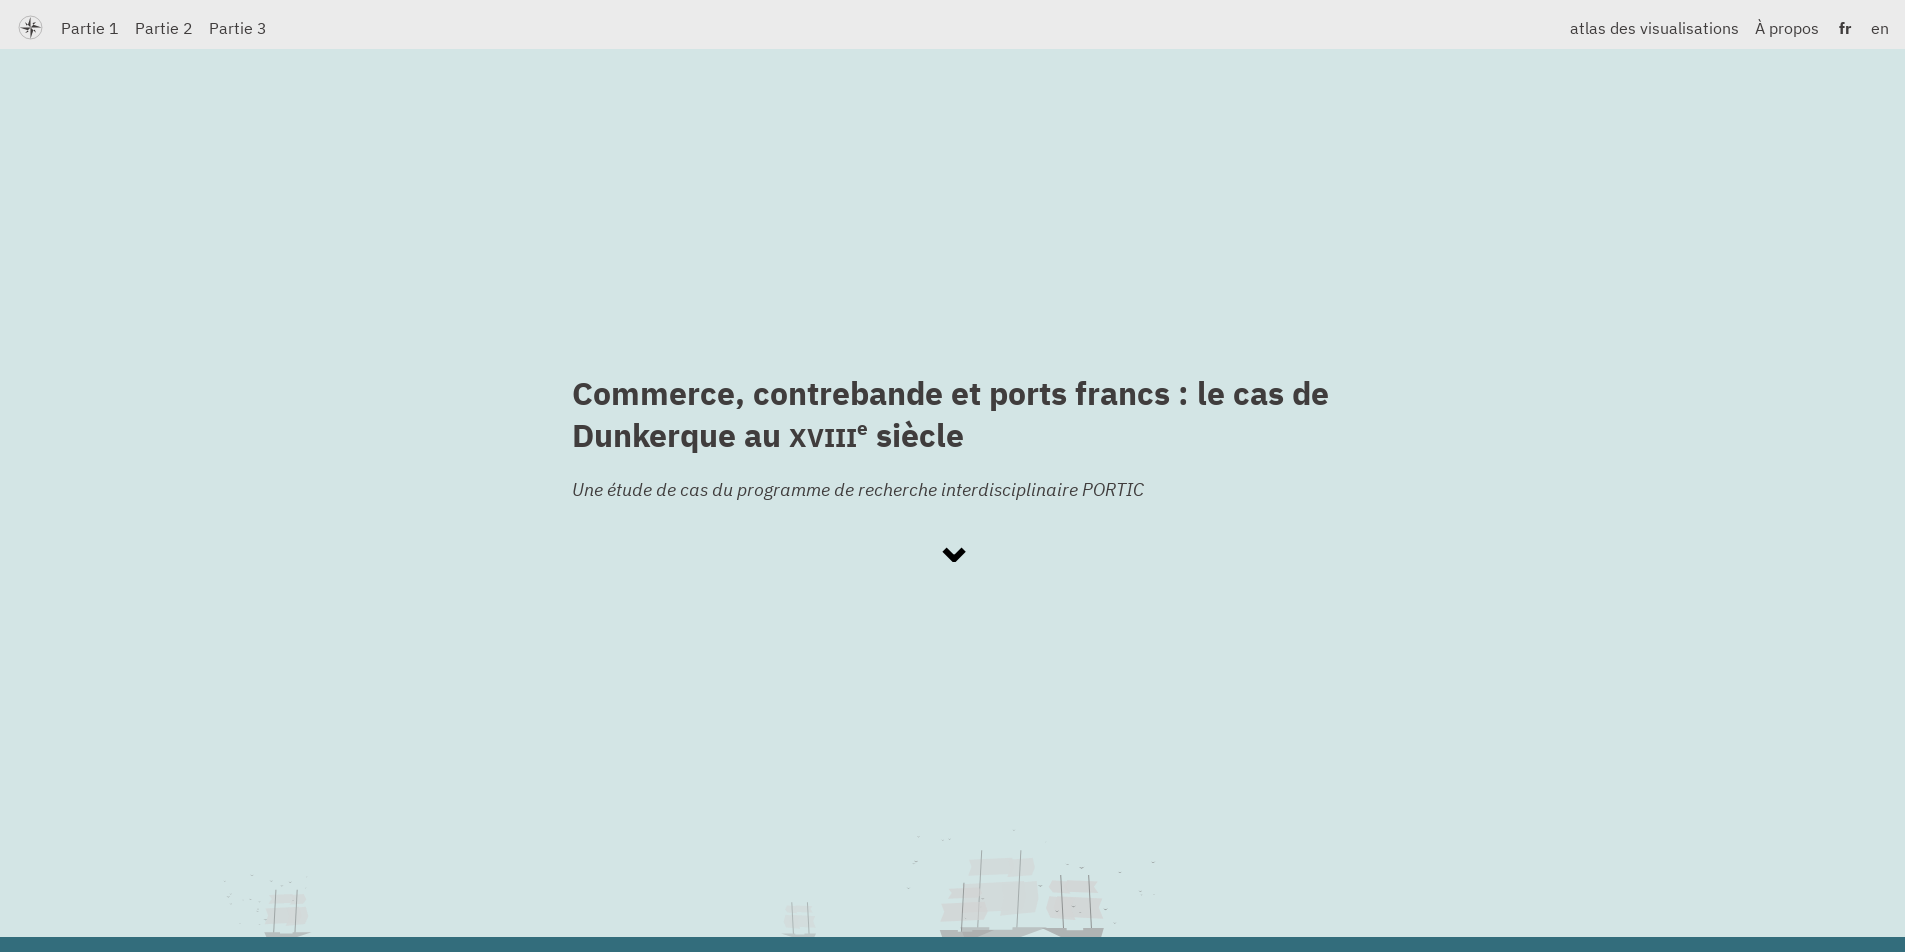 Partie 1 Partie 2 Partie 3 atlas des visualisations À propos fr en
Commerce, contrebande et ports francs : le cas de
Dunkerque au XVIIIe siècle
Une étude de cas du programme de recherche interdisciplinaire PORTIC